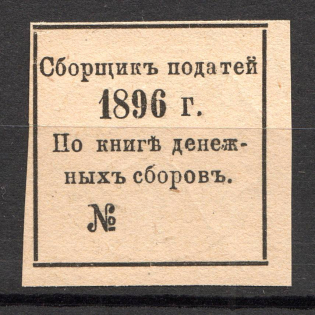 Сборщикъ податей
1896 г.
По книгѣ денеж-
ныхъ сборовъ.
№